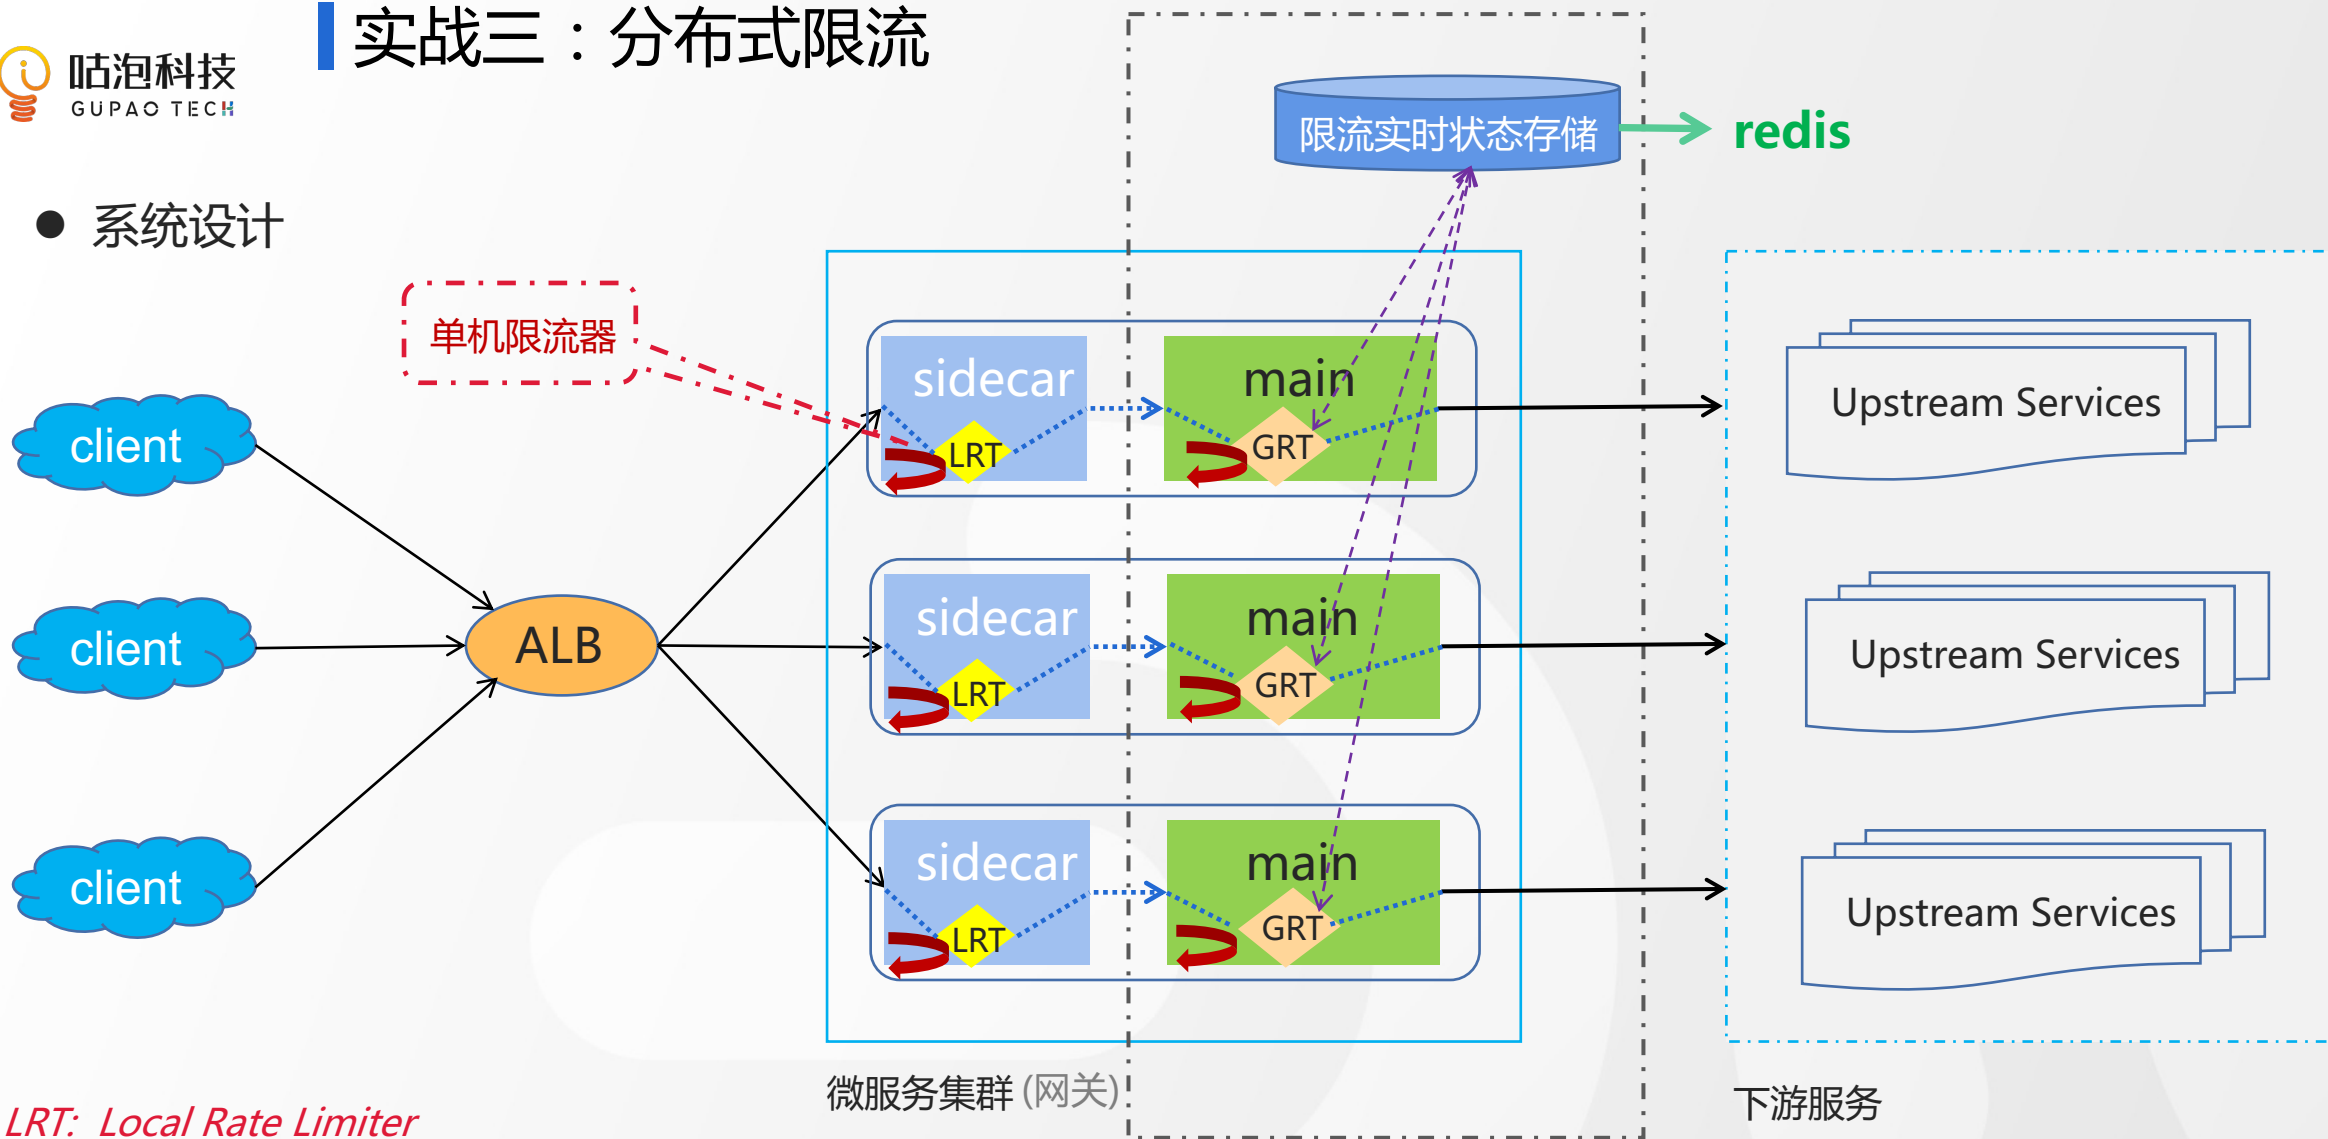 实战三：分布式限流
咕泡科技
GUPAO TECH
限流实时状态存储
redis
系统设计
单机限流器
client
client
client
ALB
sidecar
LRT
main
GRT
sidecar
LRT
main
GRT
sidecar
LRT
main
GRT
Upstream Services
Upstream Services
Upstream Services
微服务集群 (网关)
下游服务
LRT: Local Rate Limiter